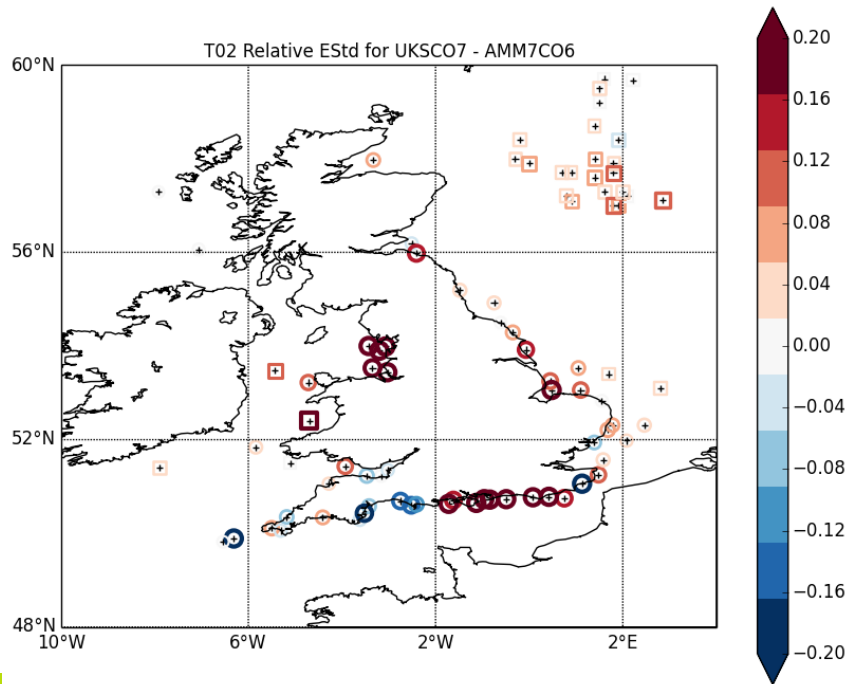 T02 Relative EStd for UKSCO7 - AMM7CO6
60°N
56°N
52°N
48°N
10°W
6°W
2°W
2°E
0.20
0.16
0.12
0.08
0.04
0.00
−0.04
−0.08
−0.12
−0.16
−0.20